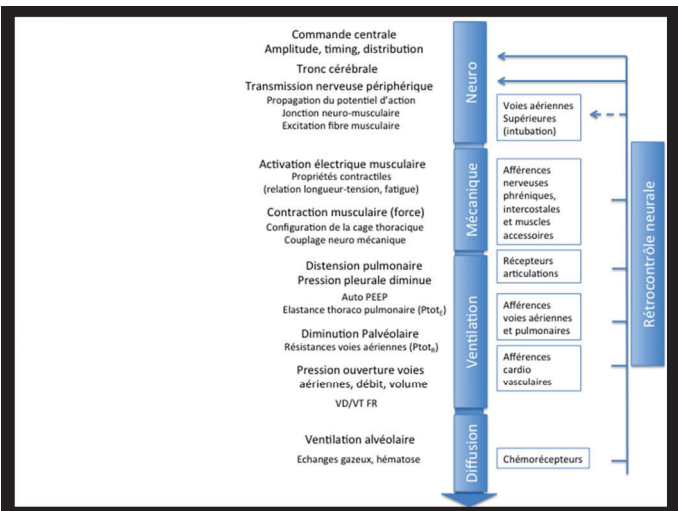 Commande centrale
Amplitude, timing, distribution
Tronc cérébrale
Transmission nerveuse périphérique
Propagation du potentiel d'action
Jonction neuro-musculaire
Excitation fibre musculaire
Neuro
Voies aériennes
Supérieures
(intubation)
Activation électrique musculaire
Propriétés contractiles
(relation longueur-tension, fatigue)
Contraction musculaire (force)
Configuration de la cage thoracique
Couplage neuro mécanique
Mécanique
Afférences
nerveuses
phréniques,
intercostales
et muscles
accessoires
Distension pulmonaire
Pression pleurale diminue
Auto PEEP
Elastance thoraco pulmonaire (PtotE)
Diminution Palvéolaire
Résistances voies aériennes (PtotR)
Pression ouverture voies
aériennes, débit, volume
VD/VT FR
Ventilation
Récepteurs
articulations
Afférences
voies aériennes
et pulmonaires
Afférences
cardio
vasculaires
Ventilation alvéolaire
Echanges gazeux, hématose
Diffusion
Chémorécepteurs
Rétrocontrôle neurale